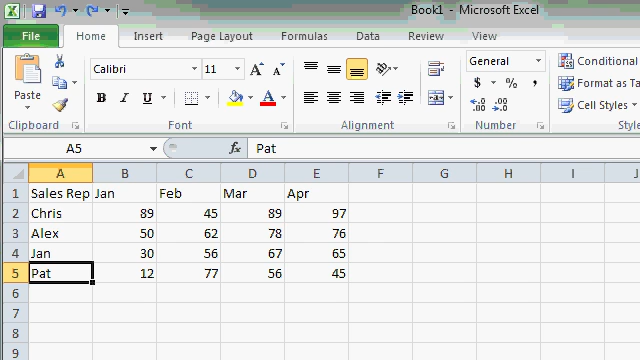 Book1 - Microsoft Excel
File Home Insert Page Layout Formulas Data Review View
Paste
Calibri 11
General
Conditional
Format as Ta
Cell Styles
B I U A
$ % ,
Clipboard Font Alignment Number Style
A5 fx Pat
A B C D E F G H I J
1 Sales Rep Jan Feb Mar Apr
2 Chris 89 45 89 97
3 Alex 50 62 78 76
4 Jan 30 56 67 65
5 Pat 12 77 56 45
6
7
8
9